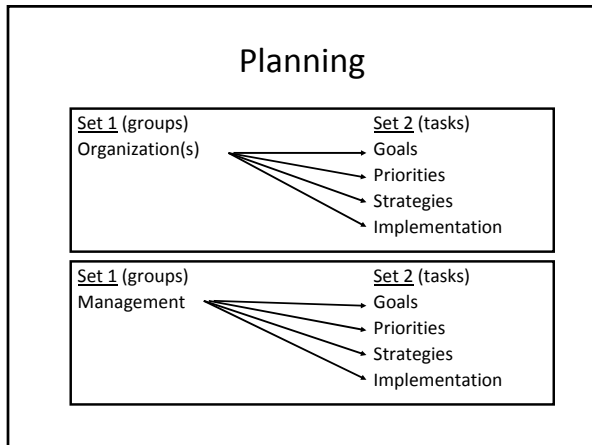 Planning
Set 1 (groups) Set 2 (tasks)
Organization(s) Goals
Priorities
Strategies
Implementation
Set 1 (groups) Set 2 (tasks)
Management Goals
Priorities
Strategies
Implementation